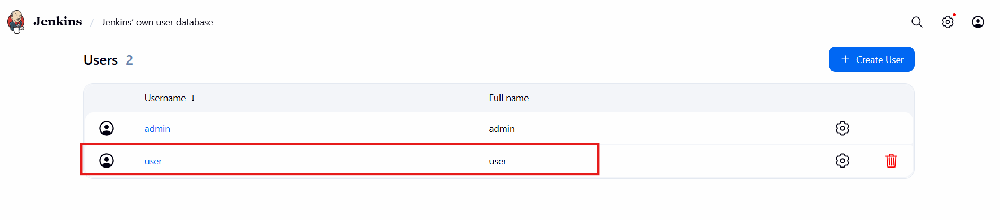 Jenkins / Jenkins’ own user database
Users 2
+ Create User
Username ↓ Full name
admin admin
user user